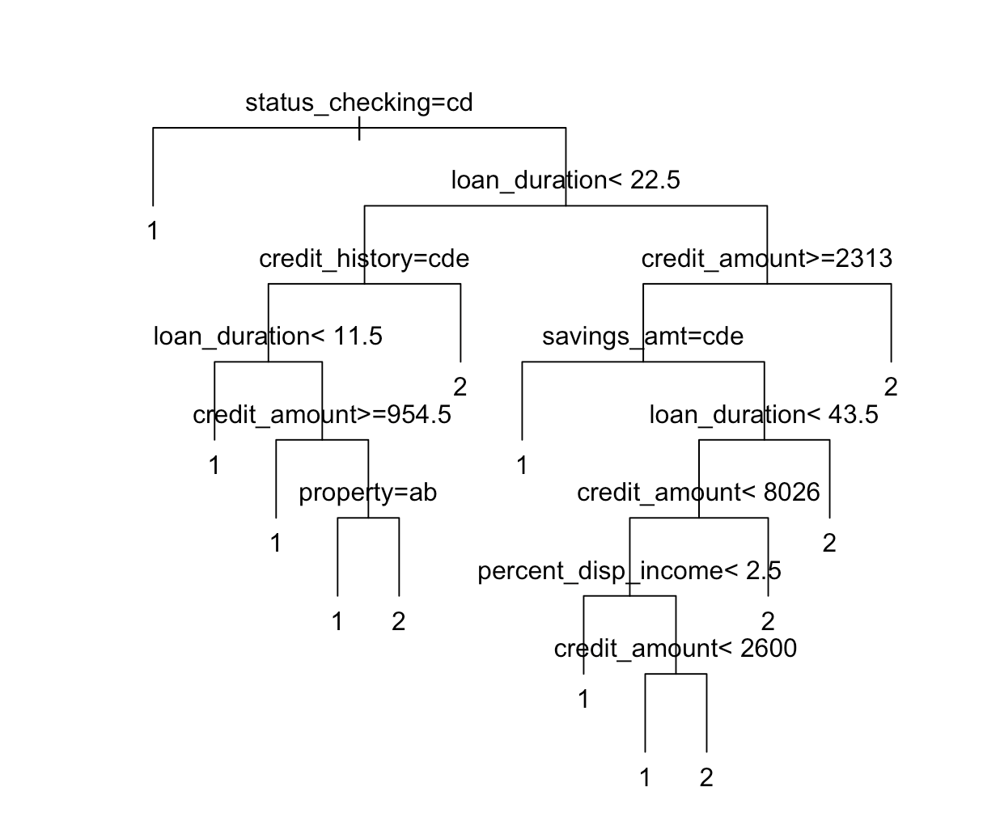 status_checking=cd
loan_duration< 22.5
1
credit_history=cde
credit_amount>=2313
loan_duration< 11.5
savings_amt=cde
2
2
credit_amount>=954.5
loan_duration< 43.5
1
1
property=ab
credit_amount< 8026
1
2
percent_disp_income< 2.5
1
2
2
credit_amount< 2600
1
1
2